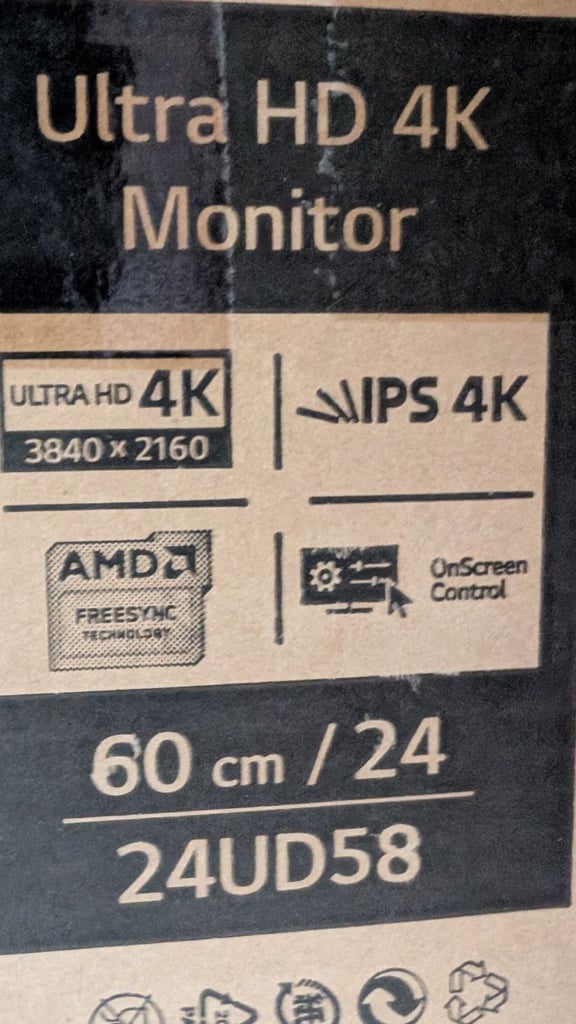 Ultra HD 4K
Monitor
ULTRA HD 4K
3840 x 2160
IPS 4K
AMD
FREESYNC
TECHNOLOGY
OnScreen
Control
60 cm / 24
24UD58